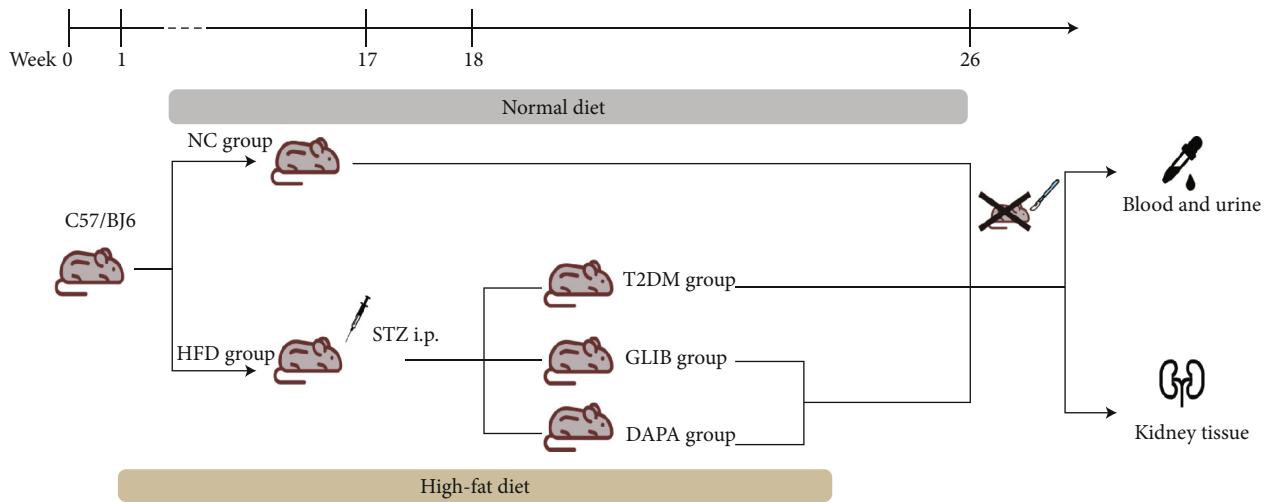 Week 0 1 17 18 26
Normal diet
NC group
C57/BJ6
Blood and urine
T2DM group
HFD group
STZ i.p.
GLIB group
DAPA group
Kidney tissue
High-fat diet